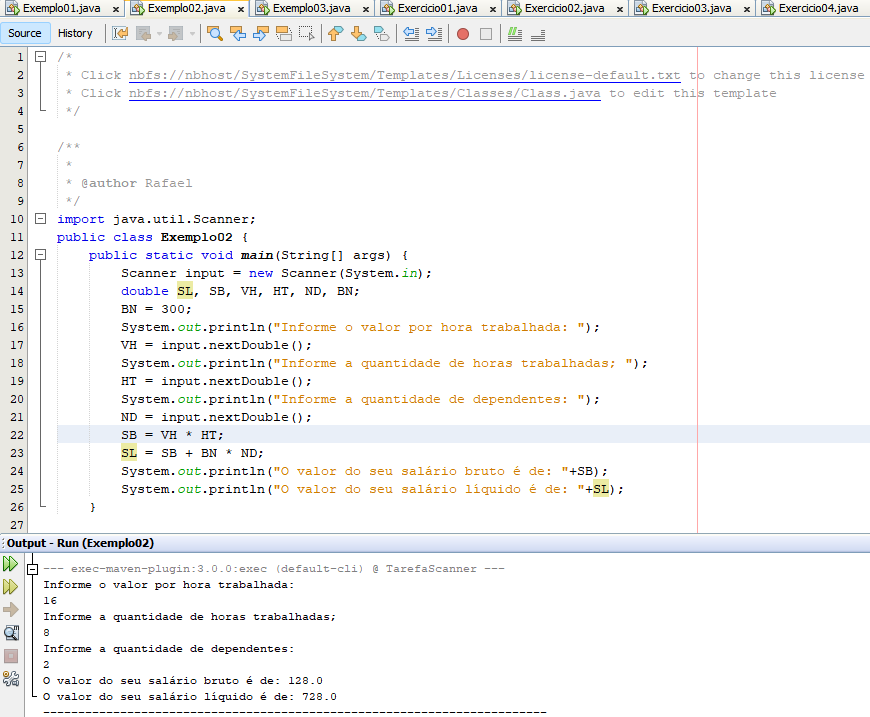 Exemplo01.java x Exemplo02.java x Exemplo03.java x Exercicio01.java x Exercicio02.java x Exercicio03.java x Exercicio04.java
Source History
1 /*
2 * Click nbfs://nbhost/SystemFileSystem/Templates/Licenses/license-default.txt to change this license
3 * Click nbfs://nbhost/SystemFileSystem/Templates/Classes/Class.java to edit this template
4 */
5
6 /**
7 *
8 * @author Rafael
9 */
10 import java.util.Scanner;
11 public class Exemplo02 {
12 public static void main(String[] args) {
13 Scanner input = new Scanner(System.in);
14 double SL, SB, VH, HT, ND, BN;
15 BN = 300;
16 System.out.println("Informe o valor por hora trabalhada: ");
17 VH = input.nextDouble();
18 System.out.println("Informe a quantidade de horas trabalhadas; ");
19 HT = input.nextDouble();
20 System.out.println("Informe a quantidade de dependentes: ");
21 ND = input.nextDouble();
22 SB = VH * HT;
23 SL = SB + BN * ND;
24 System.out.println("O valor do seu salário bruto é de: "+SB);
25 System.out.println("O valor do seu salário líquido é de: "+SL);
26 }
27
Output - Run (Exemplo02)
--- exec-maven-plugin:3.0.0:exec (default-cli) @ TarefaScanner ---
Informe o valor por hora trabalhada:
16
Informe a quantidade de horas trabalhadas;
8
Informe a quantidade de dependentes:
2
O valor do seu salário bruto é de: 128.0
O valor do seu salário líquido é de: 728.0
------------------------------------------------------------------------